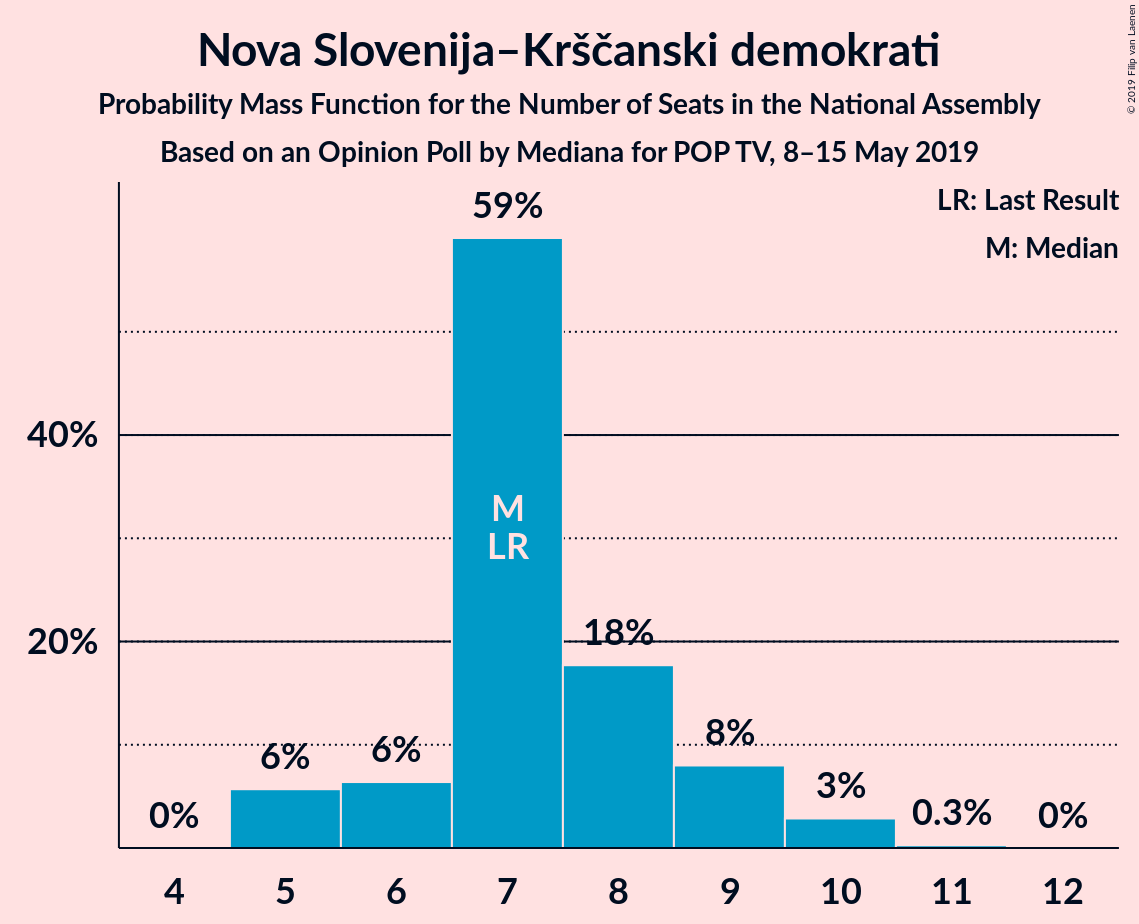 Nova Slovenija–Krščanski demokrati
Probability Mass Function for the Number of Seats in the National Assembly
Based on an Opinion Poll by Mediana for POP TV, 8–15 May 2019
© 2019 Filip van Laenen
LR: Last Result
M: Median
59%
40%
M
LR
20%
18%
8%
6%
6%
3%
0%
0.3%
0%
4 5 6 7 8 9 10 11 12